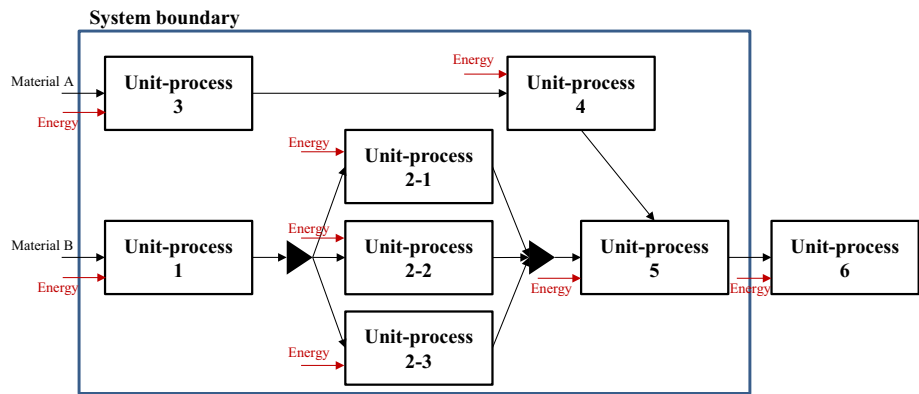 System boundary
Energy
Material A
Unit-process
3
Unit-process
4
Energy
Energy
Unit-process
2-1
Material B
Unit-process
1
Energy
Unit-process
2-2
Unit-process
5
Unit-process
6
Energy
Energy
Energy
Energy
Unit-process
2-3